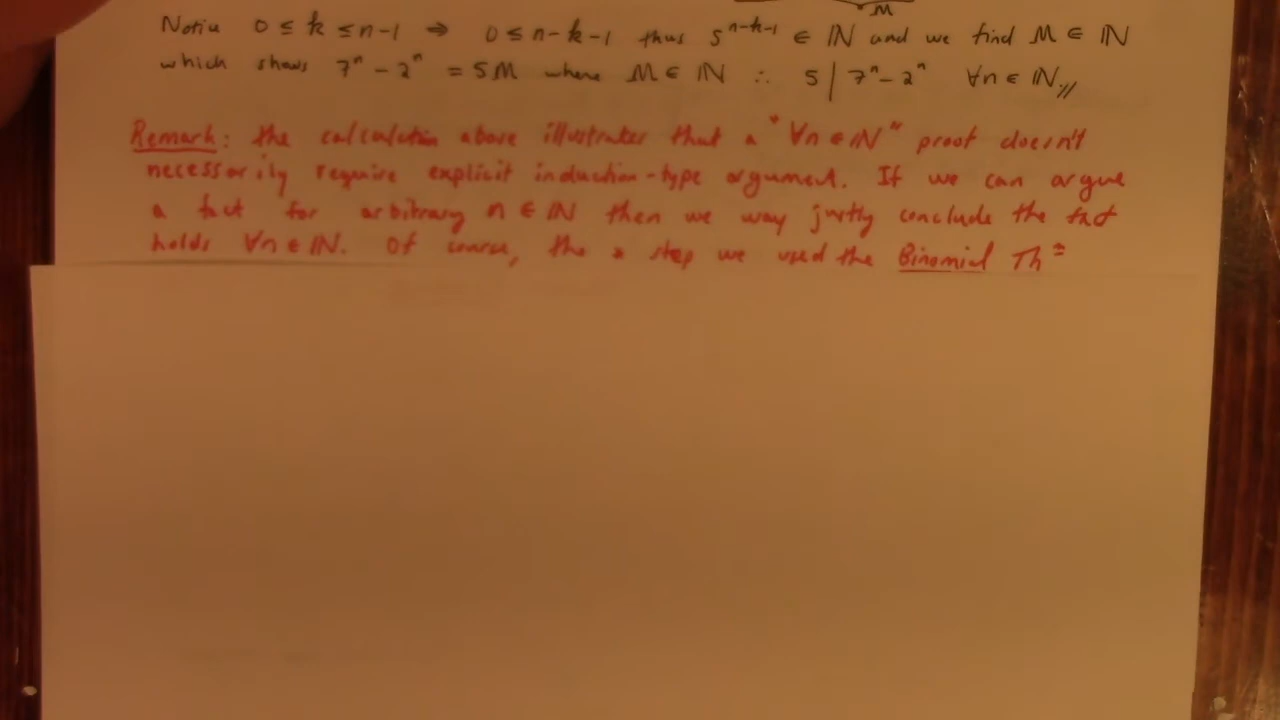 M
Notice 0 ≤ k ≤ n-1 ⇒ 0 ≤ n-k-1 thus 5^{n-k-1} ∈ ℕ and we find M ∈ ℕ
which shows 7^n - 2^n = 5M where M ∈ ℕ ∴ 5 | 7^n - 2^n ∀n ∈ ℕ.//
Remark: the calculation above illustrates that a "∀n ∈ ℕ" proof doesn't
necessarily require explicit induction-type argument. If we can argue
a fact for arbitrary n ∈ ℕ then we way justly conclude the fact
holds ∀n ∈ ℕ. Of course, the * step we used the Binomial Th^m